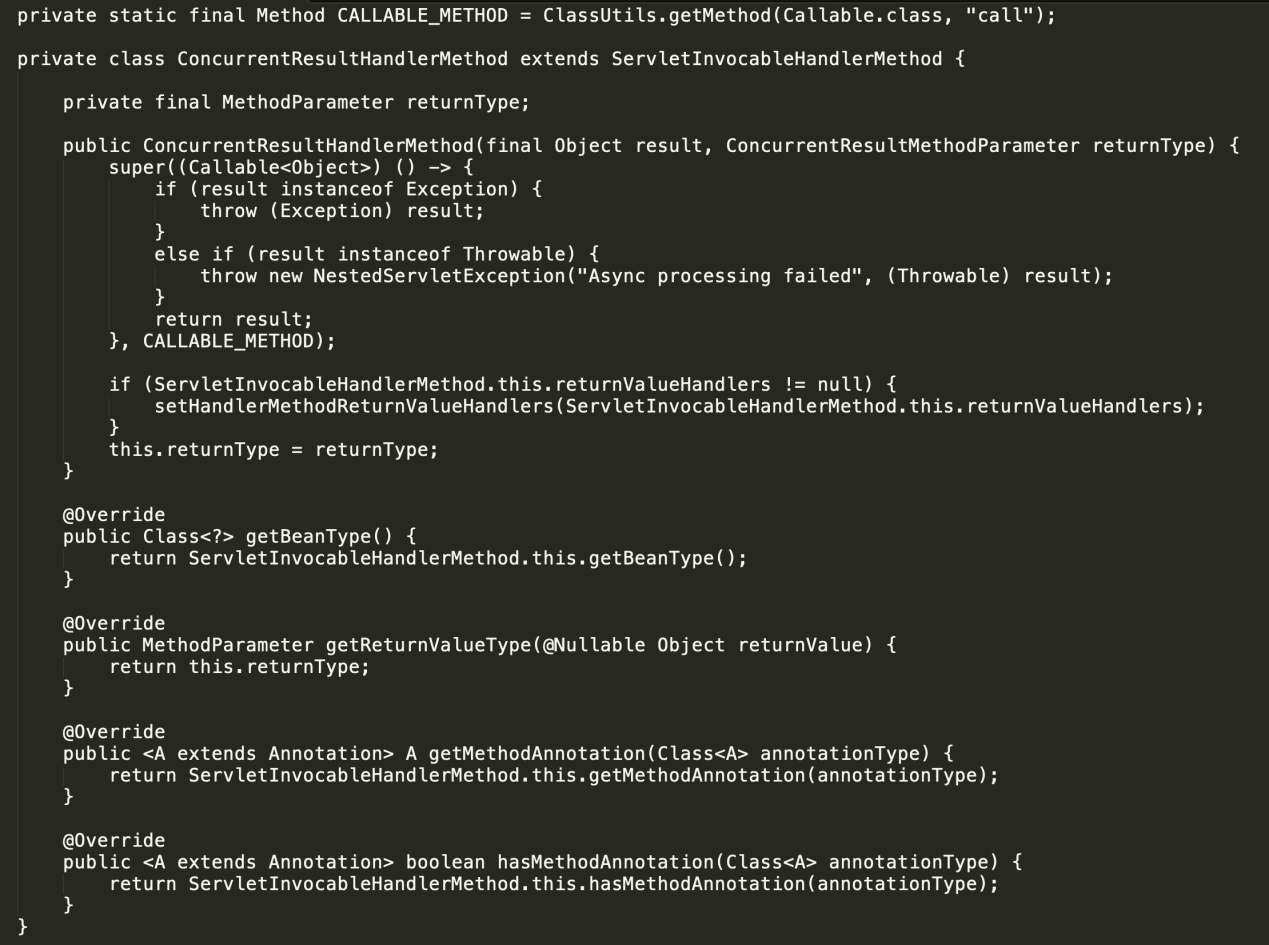 private static final Method CALLABLE_METHOD = ClassUtils.getMethod(Callable.class, "call");

private class ConcurrentResultHandlerMethod extends ServletInvocableHandlerMethod {

    private final MethodParameter returnType;

    public ConcurrentResultHandlerMethod(final Object result, ConcurrentResultMethodParameter returnType) {
        super((Callable<Object>) () -> {
            if (result instanceof Exception) {
                throw (Exception) result;
            }
            else if (result instanceof Throwable) {
                throw new NestedServletException("Async processing failed", (Throwable) result);
            }
            return result;
        }, CALLABLE_METHOD);

        if (ServletInvocableHandlerMethod.this.returnValueHandlers != null) {
            setHandlerMethodReturnValueHandlers(ServletInvocableHandlerMethod.this.returnValueHandlers);
        }
        this.returnType = returnType;
    }

    @Override
    public Class<?> getBeanType() {
        return ServletInvocableHandlerMethod.this.getBeanType();
    }

    @Override
    public MethodParameter getReturnValueType(@Nullable Object returnValue) {
        return this.returnType;
    }

    @Override
    public <A extends Annotation> A getMethodAnnotation(Class<A> annotationType) {
        return ServletInvocableHandlerMethod.this.getMethodAnnotation(annotationType);
    }

    @Override
    public <A extends Annotation> boolean hasMethodAnnotation(Class<A> annotationType) {
        return ServletInvocableHandlerMethod.this.hasMethodAnnotation(annotationType);
    }
}